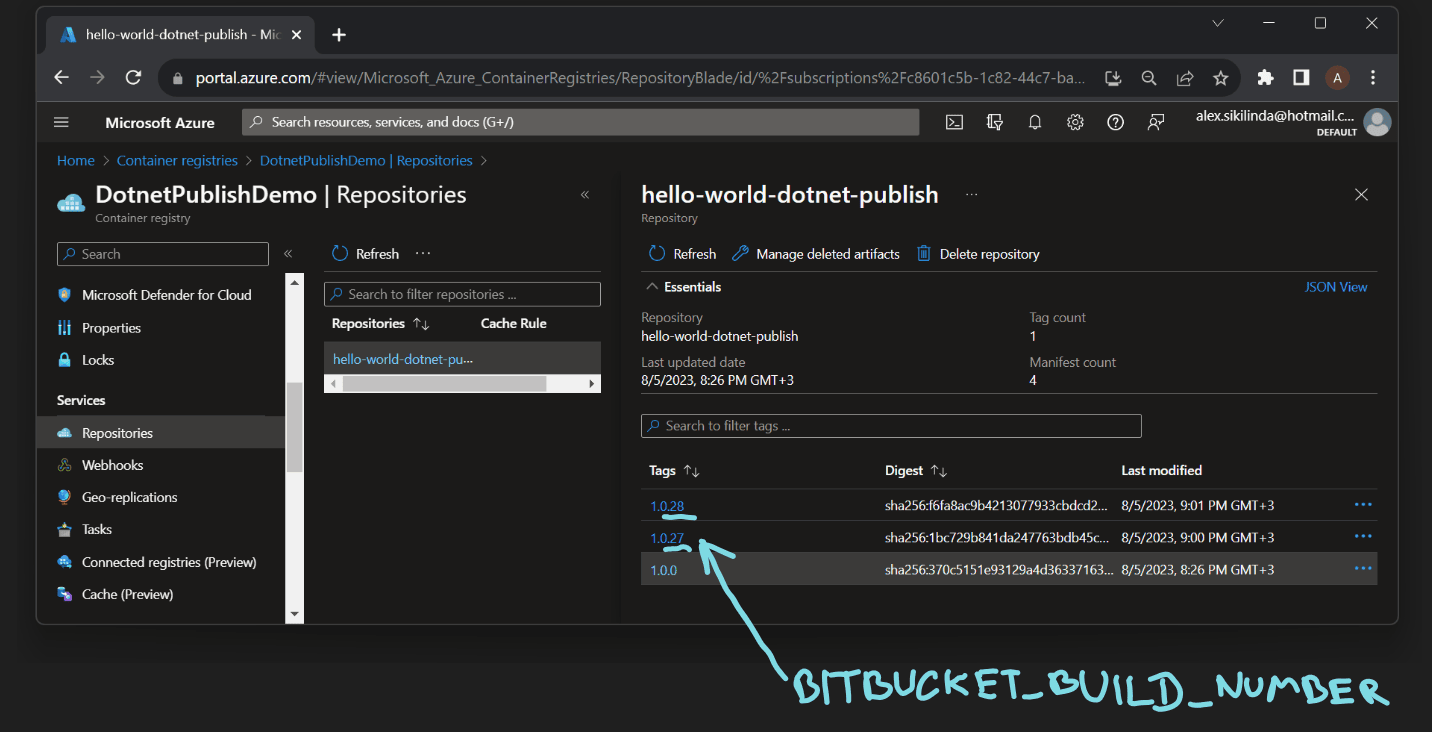 hello-world-dotnet-publish - Mic
portal.azure.com/#view/Microsoft_Azure_ContainerRegistries/RepositoryBlade/id/%2Fsubscriptions%2Fc8601c5b-1c82-44c7-ba...
A
Microsoft Azure
Search resources, services, and docs (G+/)
alex.sikilinda@hotmail.c...
DEFAULT
Home > Container registries > DotnetPublishDemo | Repositories >
DotnetPublishDemo | Repositories
Container registry
Search
Microsoft Defender for Cloud
Properties
Locks
Services
Repositories
Webhooks
Geo-replications
Tasks
Connected registries (Preview)
Cache (Preview)
Refresh ...
Search to filter repositories ...
Repositories Cache Rule
hello-world-dotnet-pu...
hello-world-dotnet-publish ...
Repository
Refresh Manage deleted artifacts Delete repository
Essentials JSON View
Repository Tag count
hello-world-dotnet-publish 1
Last updated date Manifest count
8/5/2023, 8:26 PM GMT+3 4
Search to filter tags ...
Tags Digest Last modified
1.0.28 sha256:f6fa8ac9b4213077933cbdcd2... 8/5/2023, 9:01 PM GMT+3 ...
1.0.27 sha256:1bc729b841da247763bdb45c... 8/5/2023, 9:00 PM GMT+3 ...
1.0.0 sha256:370c5151e93129a4d36337163... 8/5/2023, 8:26 PM GMT+3 ...
BITBUCKET_BUILD_NUMBER